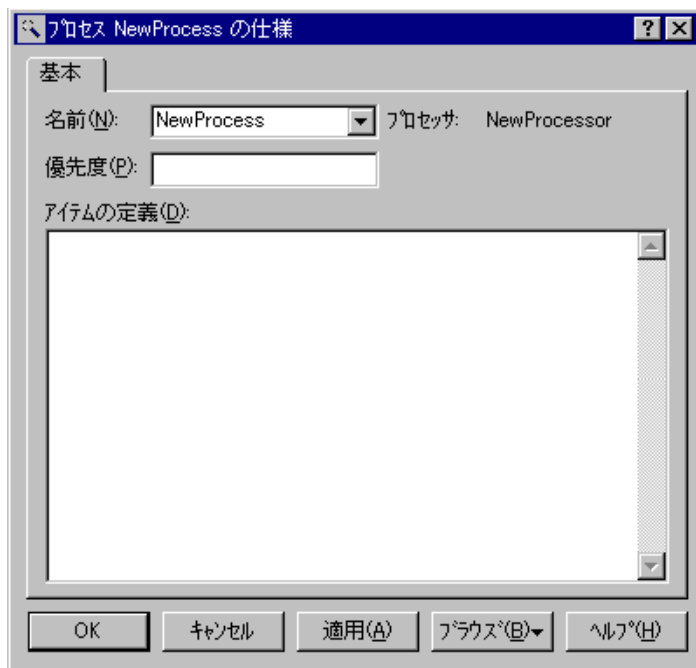 ﾌﾟﾛｾｽ NewProcess の仕様
基本
名前(N): NewProcess ﾌﾟﾛｾｯｻ: NewProcessor
優先度(P):
ｱｲﾃﾑの定義(D):
OK ｷｬﾝｾﾙ 適用(A) ﾌﾞﾗｳｽﾞ(B) ﾍﾙﾌﾟ(H)